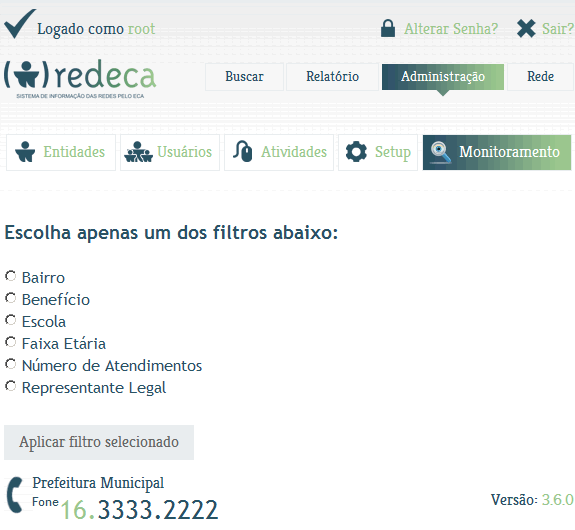 Logado como root
Alterar Senha?
Sair?
(redeca
SISTEMA DE INFORMAÇÃO DAS REDES PELO ECA
Buscar
Relatório
Administração
Rede
Entidades
Usuários
Atividades
Setup
Monitoramento
Escolha apenas um dos filtros abaixo:
Bairro
Benefício
Escola
Faixa Etária
Número de Atendimentos
Representante Legal
Aplicar filtro selecionado
Prefeitura Municipal
Fone 16.3333.2222
Versão: 3.6.0